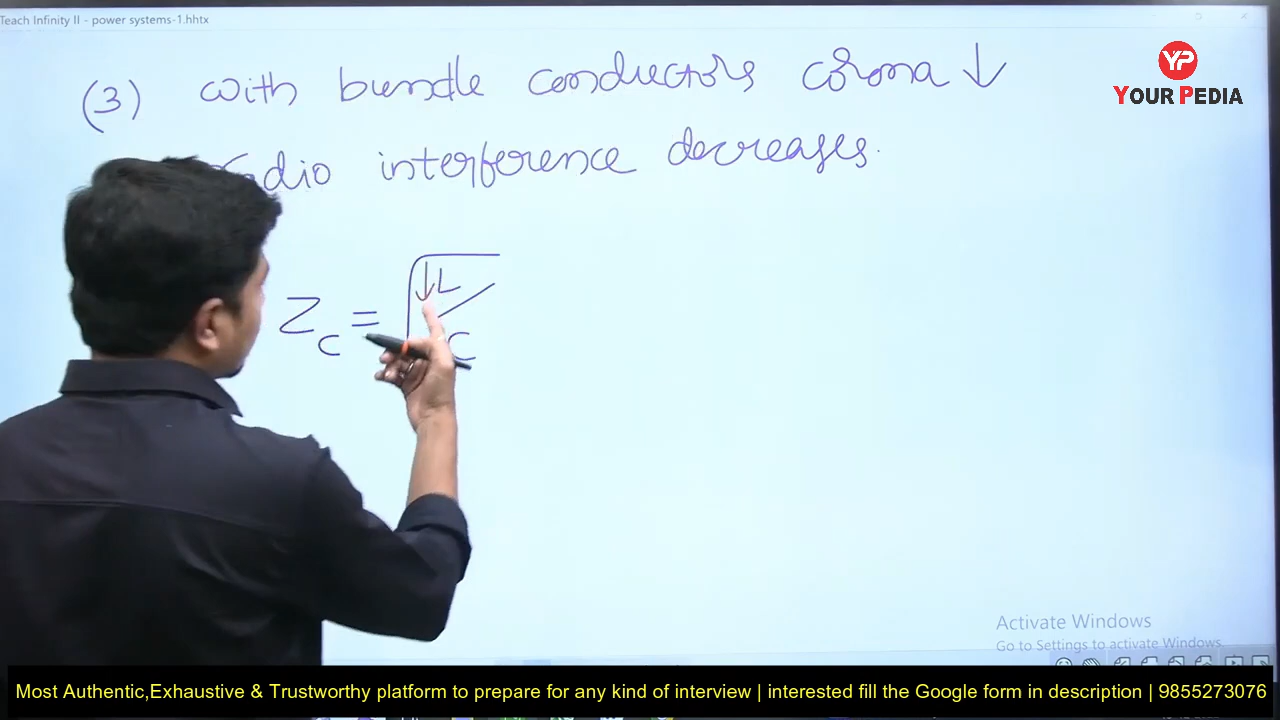 Teach Infinity II - power systems-1.hhtx
YP
YOUR PEDIA
(3) with bundle conductors corona ↓
radio interference decreases.
Z_C = √(↓L / C)
Activate Windows
Go to Settings to activate Windows.
Most Authentic,Exhaustive & Trustworthy platform to prepare for any kind of interview | interested fill the Google form in description | 9855273076